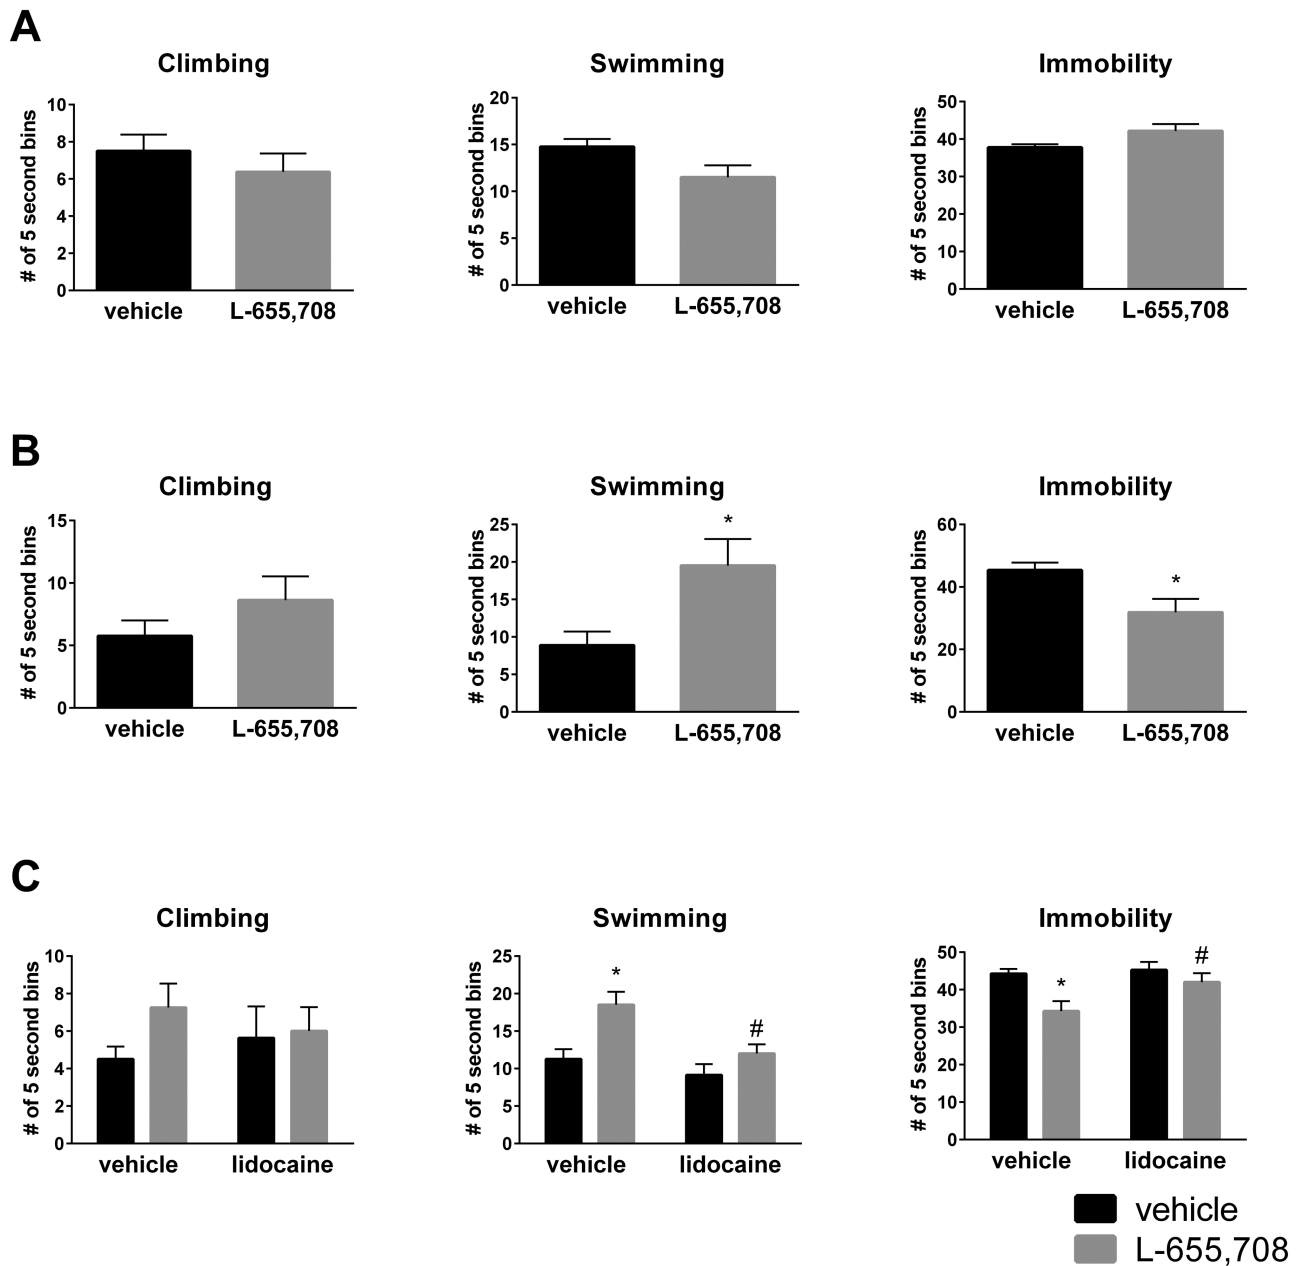 A
Climbing
# of 5 second bins
10
8
6
4
2
0
vehicle L-655,708
Swimming
# of 5 second bins
20
15
10
5
0
vehicle L-655,708
Immobility
# of 5 second bins
50
40
30
20
10
0
vehicle L-655,708
B
Climbing
# of 5 second bins
15
10
5
0
vehicle L-655,708
Swimming
# of 5 second bins
25
20
15
10
5
0
*
vehicle L-655,708
Immobility
# of 5 second bins
60
40
20
0
*
vehicle L-655,708
C
Climbing
# of 5 second bins
10
8
6
4
2
0
vehicle lidocaine
Swimming
# of 5 second bins
25
20
15
10
5
0
*
#
vehicle lidocaine
Immobility
# of 5 second bins
50
40
30
20
10
0
*
#
vehicle lidocaine
vehicle
L-655,708